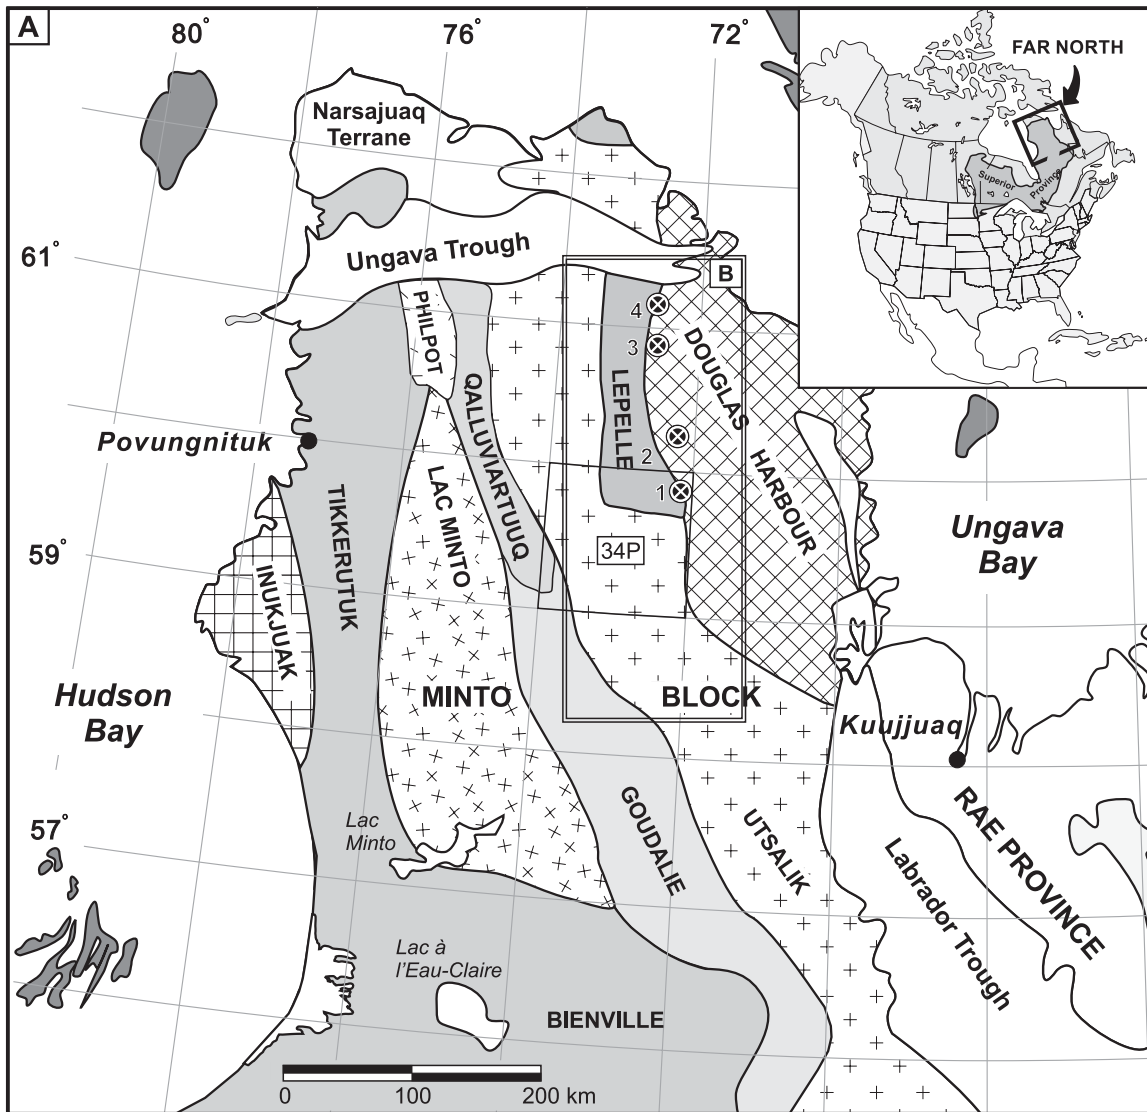 A
80°
76°
72°
FAR NORTH
Superior
Province
Narsajuaq
Terrane
61°
Ungava Trough
B
PHILPOT
4
3
DOUGLAS
HARBOUR
LEPELLE
QALLUVIARTUUQ
Povungnituk
2
1
LAC MINTO
TIKKERUTUK
Ungava
Bay
59°
34P
INUKJUAK
Hudson
Bay
MINTO
BLOCK
Kuujjuaq
57°
Lac
Minto
GOUDALIE
UTSALIK
RAE PROVINCE
Labrador Trough
Lac à
l'Eau-Claire
BIENVILLE
0
100
200 km